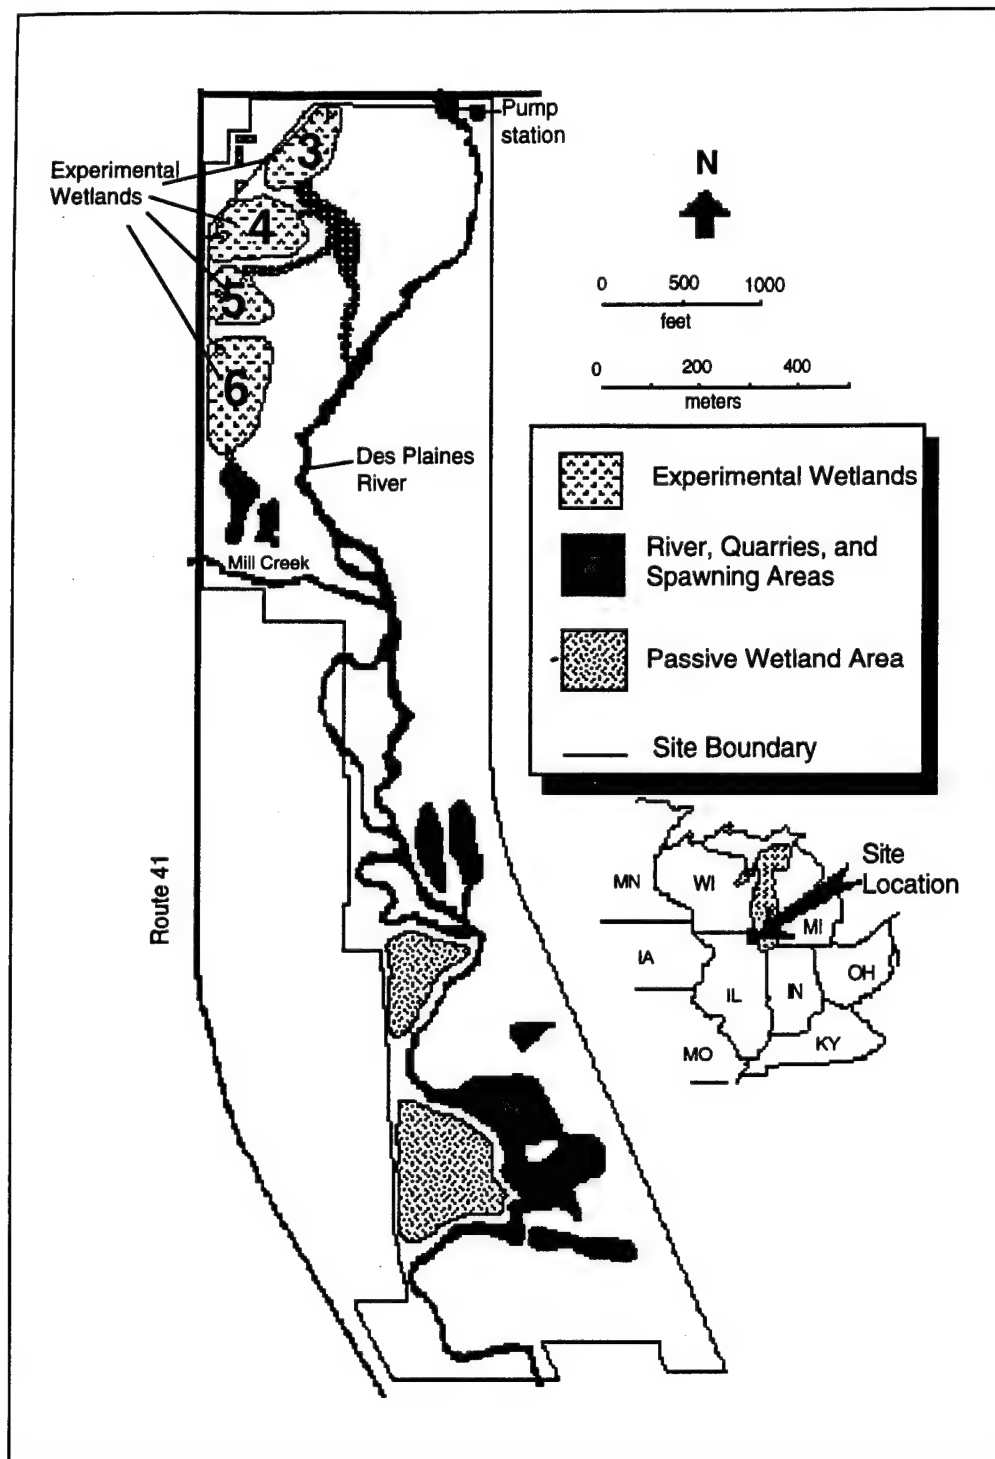 Pump
station
3
Experimental
Wetlands
4
5
6
N
0 500 1000
feet
0 200 400
meters
Des Plaines
River
Mill Creek
Experimental Wetlands
River, Quarries, and
Spawning Areas
Passive Wetland Area
Site Boundary
Route 41
Site
Location
MN
WI
MI
IA
IL
IN
OH
MO
KY